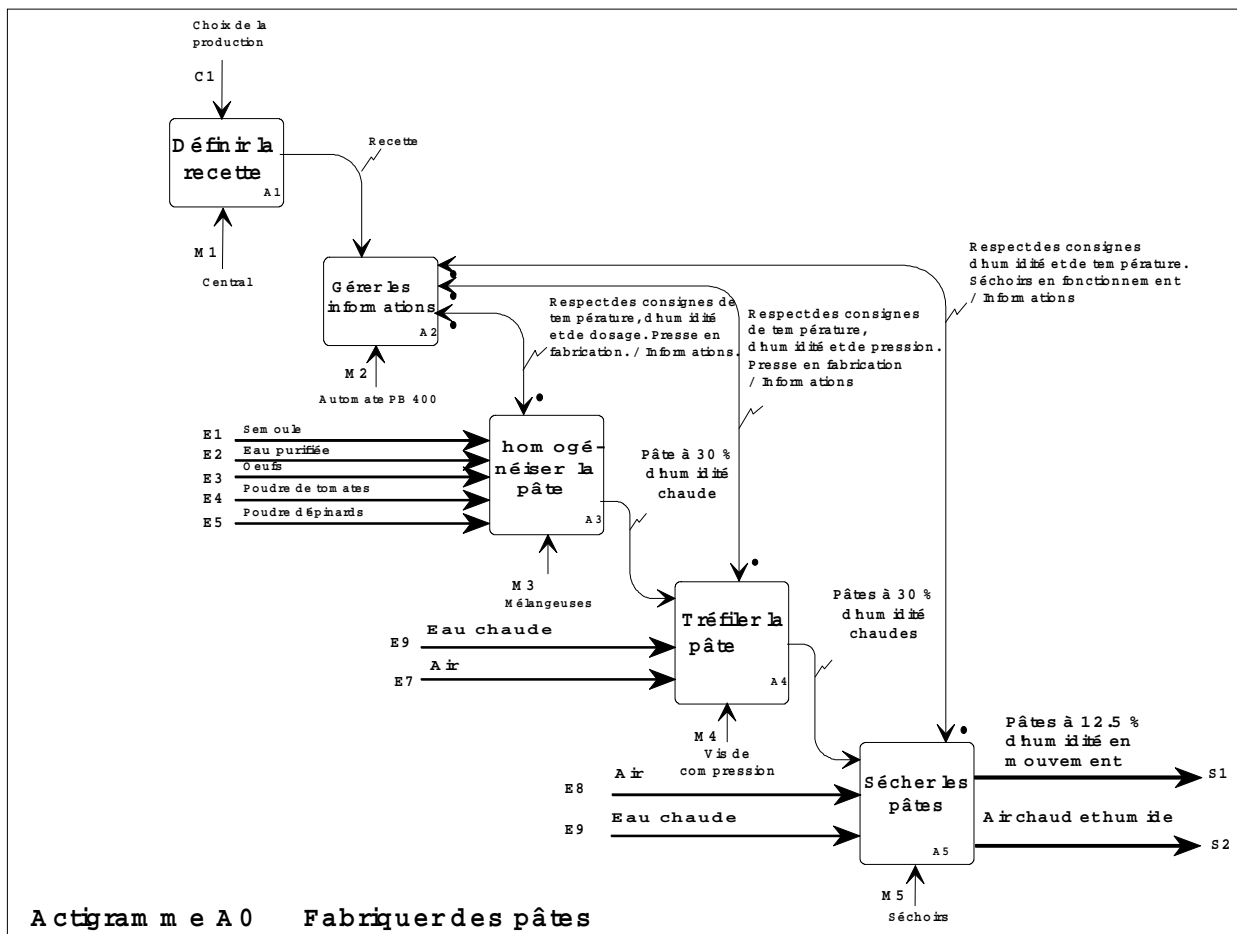 Choix de la
production
C1
Définir la
recette
A1
Recette
M1
Central
Gérer les
informations
A2
M2
Automate PB 400
Respect des consignes de
température, d'humidité
et de dosage. Presse en
fabrication. / Informations.
Respect des consignes
de température,
d'humidité et de pression.
Presse en fabrication
/ Informations
Respect des consignes
d'humidité et de température.
Séchoirs en fonctionnement
/ Informations
E1 Semoule
E2 Eau purifiée
E3 Oeufs
E4 Poudre de tomates
E5 Poudre d'épinards
homogé-
néiser la
pâte
A3
M3
Mélangeuses
Pâte à 30 %
d'humidité
chaude
E9 Eau chaude
E7 Air
Tréfiler la
pâte
A4
M4
Vis de
compression
Pâtes à 30 %
d'humidité
chaudes
E8 Air
E9 Eau chaude
Sécher les
pâtes
A5
M5
Séchoirs
Pâtes à 12.5 %
d'humidité en
mouvement
S1
Air chaud et humide
S2
Actigramme A0 Fabriquer des pâtes